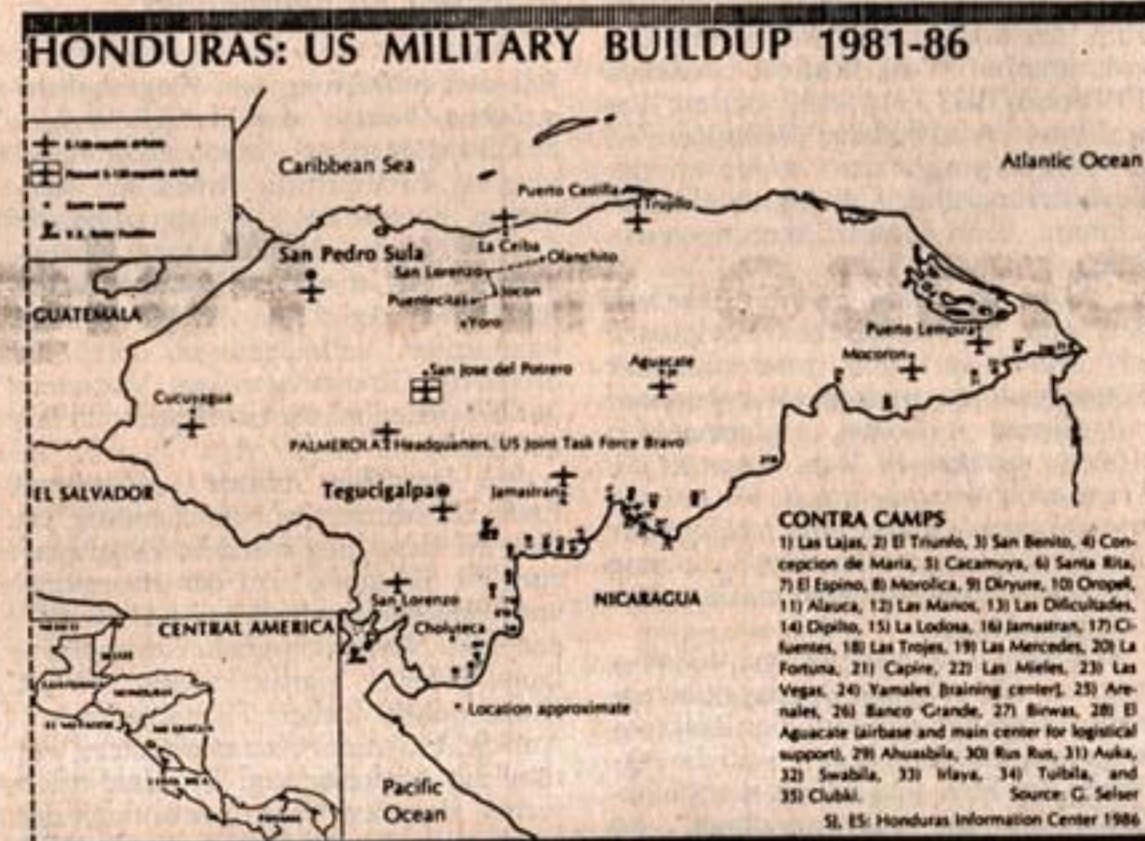 HONDURAS: US MILITARY BUILDUP 1981-86
Caribbean Sea
Atlantic Ocean
Puerto Castilla
Trujillo
La Ceiba
San Pedro Sula
San Lorenzo
Olanchito
Jocon
Puentecitas
Yoro
GUATEMALA
Puerto Lempira
Mocoron
San Jose del Potrero
Aguacate
Cucuyagua
PALMEROLA Headquarters, US Joint Task Force Bravo
EL SALVADOR
Tegucigalpa
Jamastran
San Lorenzo
Choluteca
NICARAGUA
CENTRAL AMERICA
* Location approximate
Pacific
Ocean
CONTRA CAMPS
1) Las Lajas, 2) El Triunfo, 3) San Benito, 4) Con-
cepcion de Maria, 5) Cacamuya, 6) Santa Rita,
7) El Espino, 8) Morolica, 9) Diryure, 10) Oropeli,
11) Alauca, 12) Las Manos, 13) Las Dificultades,
14) Dipilto, 15) La Lodosa, 16) Jamastran, 17) Ci-
fuentes, 18) Las Trojes, 19) Las Mercedes, 20) La
Fortuna, 21) Capire, 22) Las Mieles, 23) Las
Vegas, 24) Yamales [training center], 25) Are-
nales, 26) Banco Grande, 27) Birwas, 28) El
Aguacate (airbase and main center for logistical
support), 29) Ahuasbila, 30) Rus Rus, 31) Auka,
32) Swabila, 33) Irlaya, 34) Tuibila, and
35) Clubki. Source: G. Selser
SJ, ES: Honduras Information Center 1986